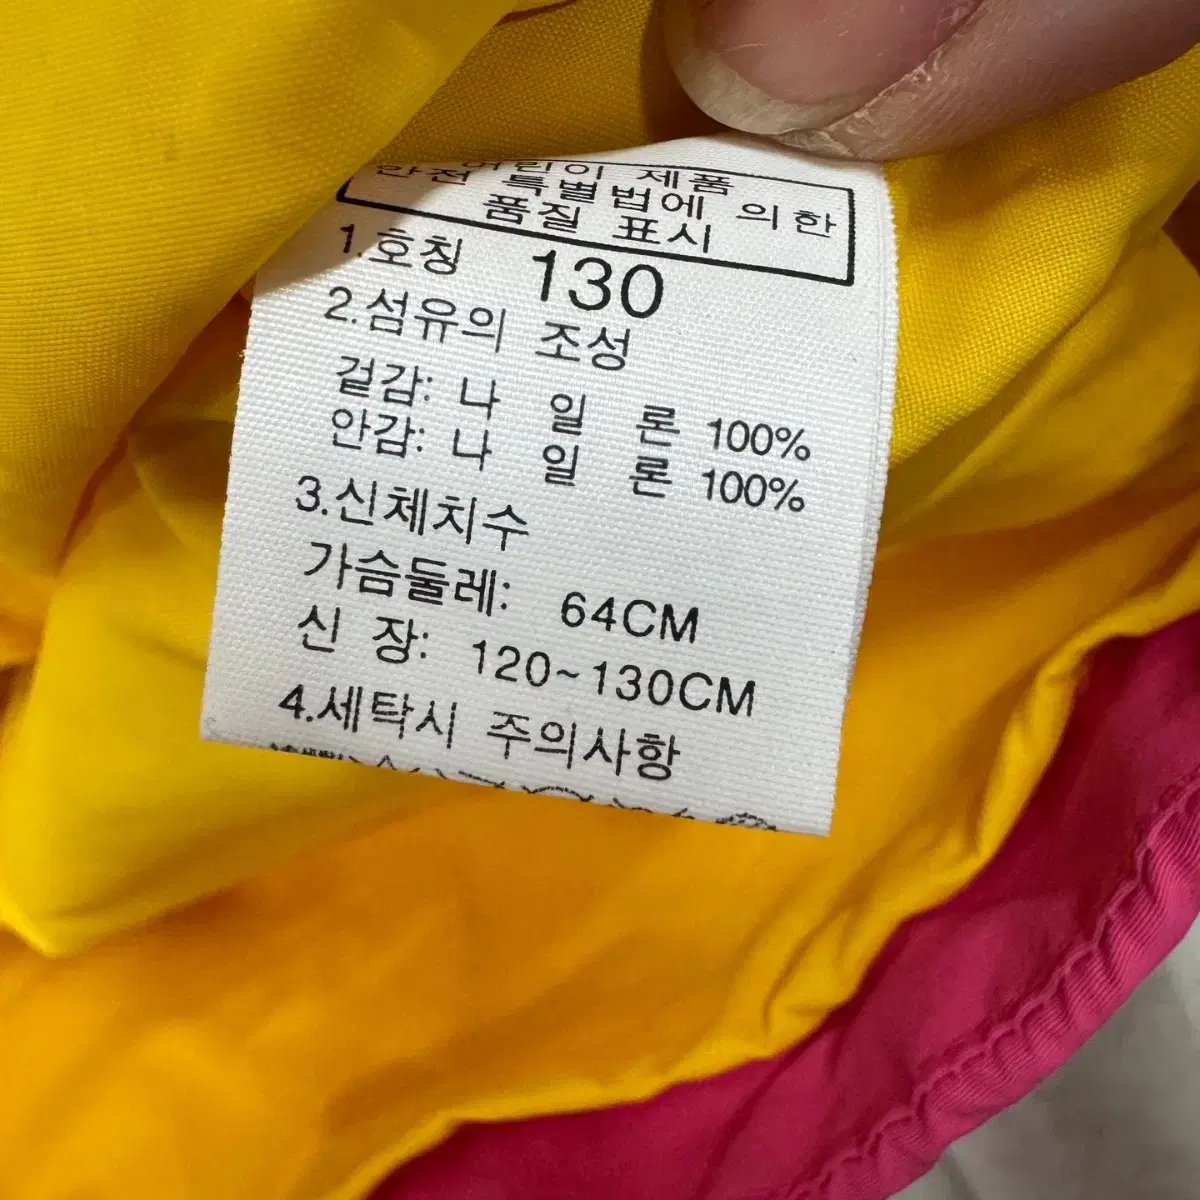 어린이 제품
안전 특별법에 의한
품질 표시
1.호칭 130
2.섬유의 조성
겉감: 나 일 론 100%
안감: 나 일 론 100%
3.신체치수
가슴둘레: 64CM
신 장: 120~130CM
4.세탁시 주의사항